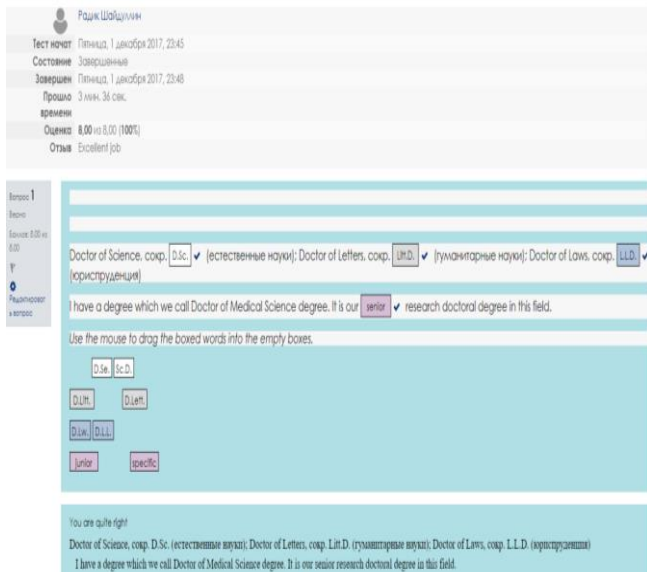 Радик Шайдуллин
Тест начат Пятница, 1 декабря 2017, 23:45
Состояние Завершенные
Завершен Пятница, 1 декабря 2017, 23:48
Прошло времени 3 мин. 36 сек.
Оценка 8,00 из 8,00 (100%)
Отзыв Excellent job
Вопрос 1
Верно
Баллов: 8,00 из 8,00
Редактировать вопрос
Doctor of Science, сокр. D.Sc. ✔ (естественные науки); Doctor of Letters, сокр. Litt.D. ✔ (гуманитарные науки); Doctor of Laws, сокр. L.L.D. ✔
(юриспруденция)
I have a degree which we call Doctor of Medical Science degree. It is our senior ✔ research doctoral degree in this field.
Use the mouse to drag the boxed words into the empty boxes.
D.Se. Sc.D.
D.Litt. D.Lett.
D.Lw. D.L.L.
junior specific
You are quite right
Doctor of Science, сокр. D.Sc. (естественные науки); Doctor of Letters, сокр. Litt.D. (гуманитарные науки); Doctor of Laws, сокр. L.L.D. (юриспруденция)
I have a degree which we call Doctor of Medical Science degree. It is our senior research doctoral degree in this field.